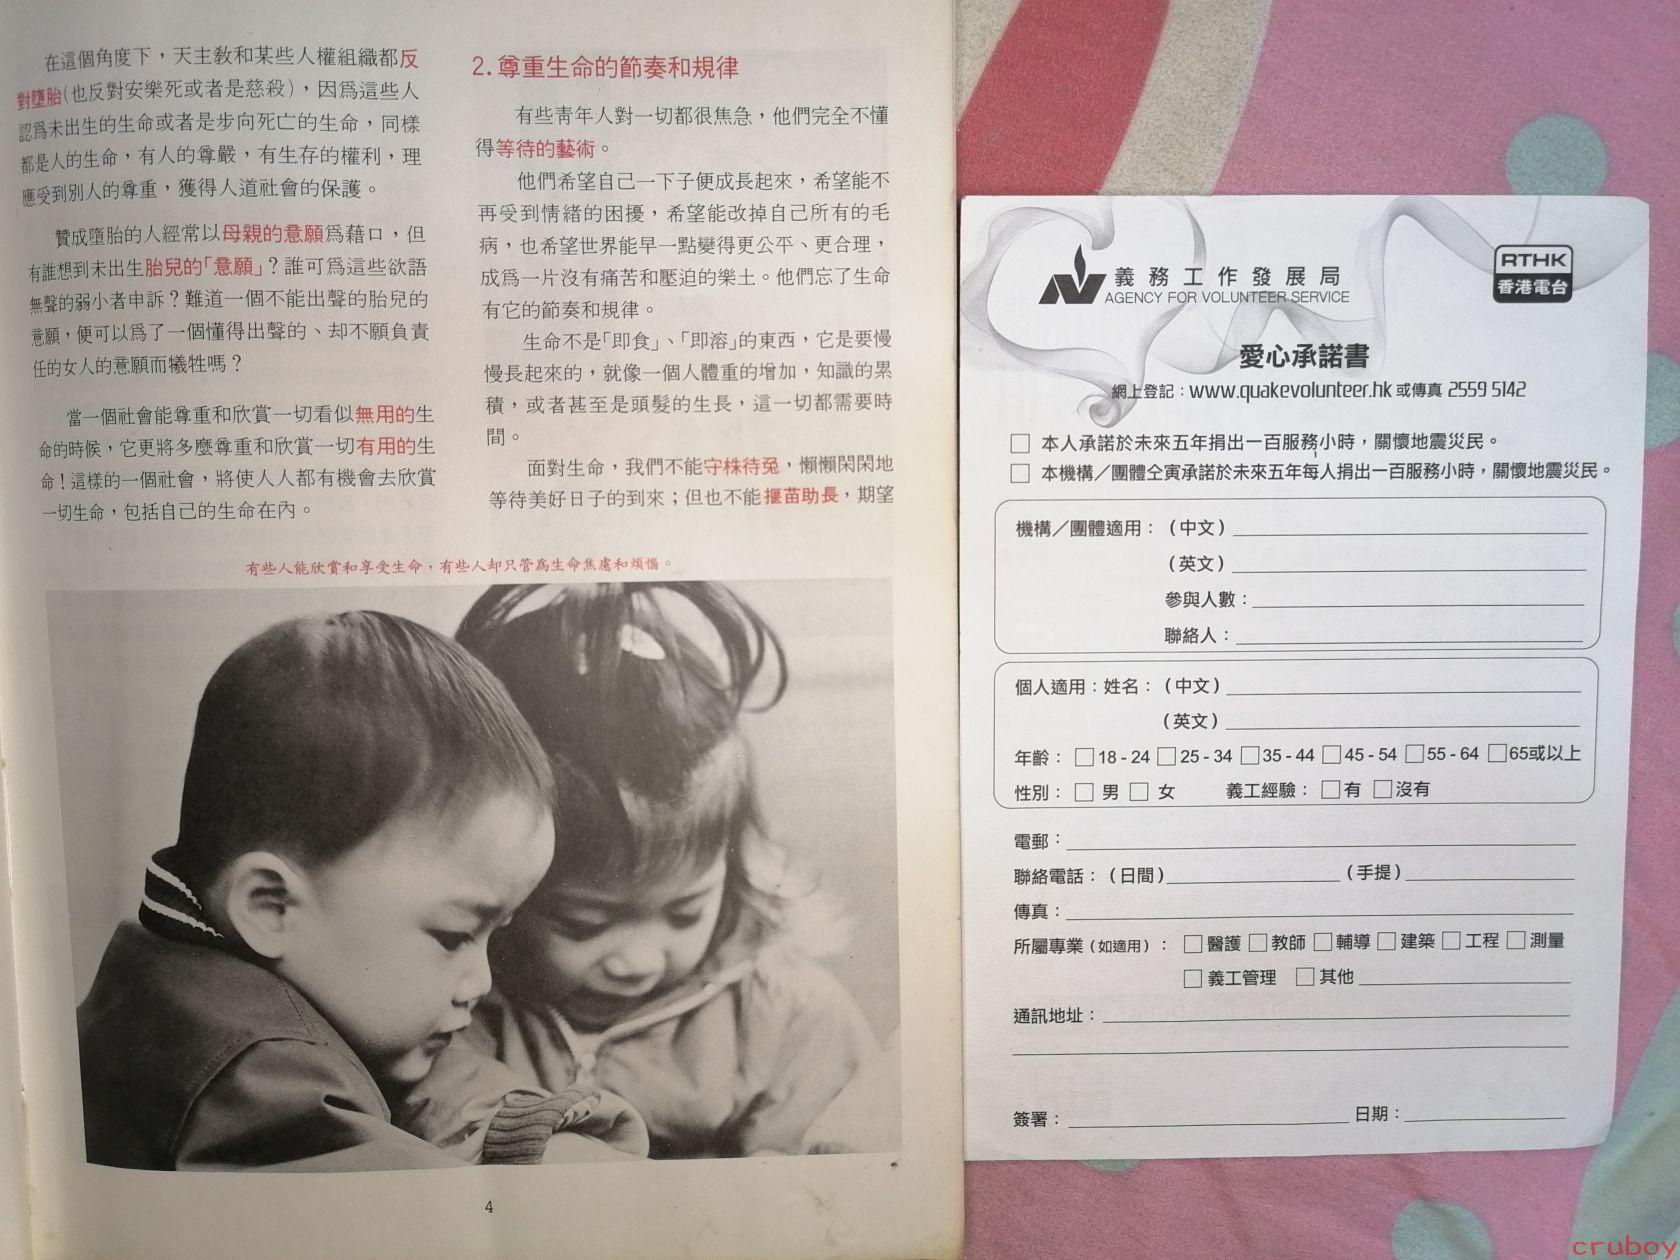 在這個角度下，天主教和某些人權組織都反
對墮胎(也反對安樂死或者是慈殺)，因爲這些人
認爲未出生的生命或者是步向死亡的生命，同樣
都是人的生命，有人的尊嚴，有生存的權利，理
應受到別人的尊重，獲得人道社會的保護。
贊成墮胎的人經常以母親的意願爲藉口，但
有誰想到未出生胎兒的「意願」？誰可爲這些欲語
無聲的弱小者申訴？難道一個不能出聲的胎兒的
意願，便可以爲了一個懂得出聲的、却不願負責
任的女人的意願而犧牲嗎？
當一個社會能尊重和欣賞一切看似無用的生
命的時候，它更將多麼尊重和欣賞一切有用的生
命！這樣的一個社會，將使人人都有機會去欣賞
一切生命，包括自己的生命在內。
2.尊重生命的節奏和規律
有些靑年人對一切都很焦急，他們完全不懂
得等待的藝術。
他們希望自己一下子便成長起來，希望能不
再受到情緒的困擾，希望能改掉自己所有的毛
病，也希望世界能早一點變得更公平、更合理，
成爲一片沒有痛苦和壓迫的樂土。他們忘了生命
有它的節奏和規律。
生命不是「即食」、「即溶」的東西，它是要慢
慢長起來的，就像一個人體重的增加，知識的累
積，或者甚至是頭髮的生長，這一切都需要時
間。
面對生命，我們不能守株待兔，懶懶閑閑地
等待美好日子的到來；但也不能揠苗助長，期望
有些人能欣賞和享受生命，有些人却只管爲生命焦慮和煩惱。
4
義務工作發展局
AGENCY FOR VOLUNTEER SERVICE
RTHK
香港電台
愛心承諾書
網上登記：www.quakevolunteer.hk 或傳真 2559 5142
本人承諾於未來五年捐出一百服務小時，關懷地震災民。
本機構／團體仝寅承諾於未來五年每人捐出一百服務小時，關懷地震災民。
機構／團體適用：（中文）
（英文）
參與人數：
聯絡人：
個人適用：姓名：（中文）
（英文）
年齡： 18 - 24 25 - 34 35 - 44 45 - 54 55 - 64 65或以上
性別： 男 女 義工經驗： 有 沒有
電郵：
聯絡電話：（日間） （手提）
傳真：
所屬專業（如適用）： 醫護 教師 輔導 建築 工程 測量
義工管理 其他
通訊地址：
簽署： 日期：
cruboy